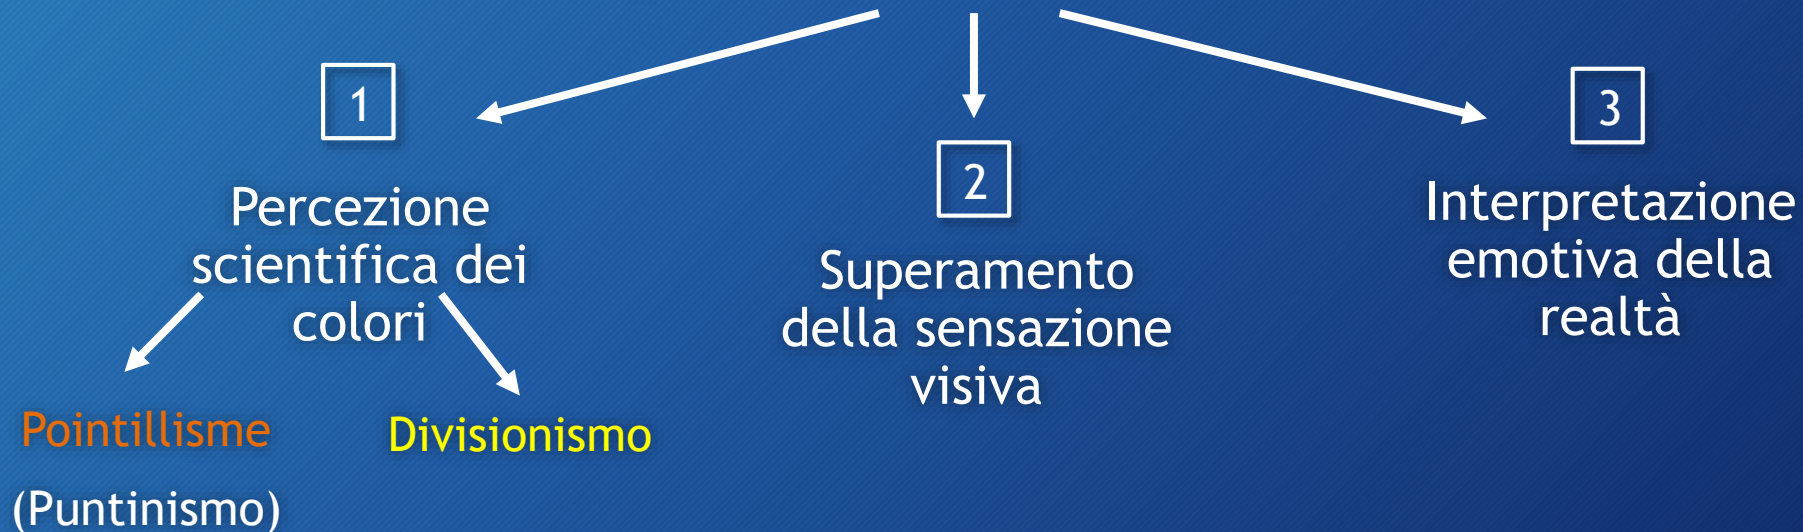 1
Percezione
scientifica dei
colori
Pointillisme
(Puntinismo)
Divisionismo
2
Superamento
della sensazione
visiva
3
Interpretazione
emotiva della
realtà